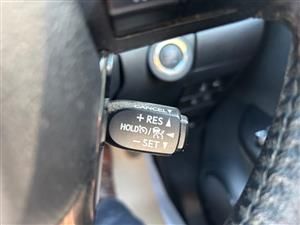 CANCEL
+ RES ▲
HOLD / ◄
− SET ▼